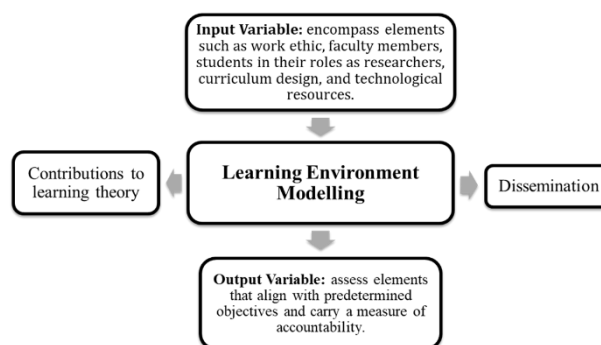 Input Variable: encompass elements
such as work ethic, faculty members,
students in their roles as researchers,
curriculum design, and technological
resources.
Contributions to
learning theory
Learning Environment
Modelling
Dissemination
Output Variable: assess elements
that align with predetermined
objectives and carry a measure of
accountability.